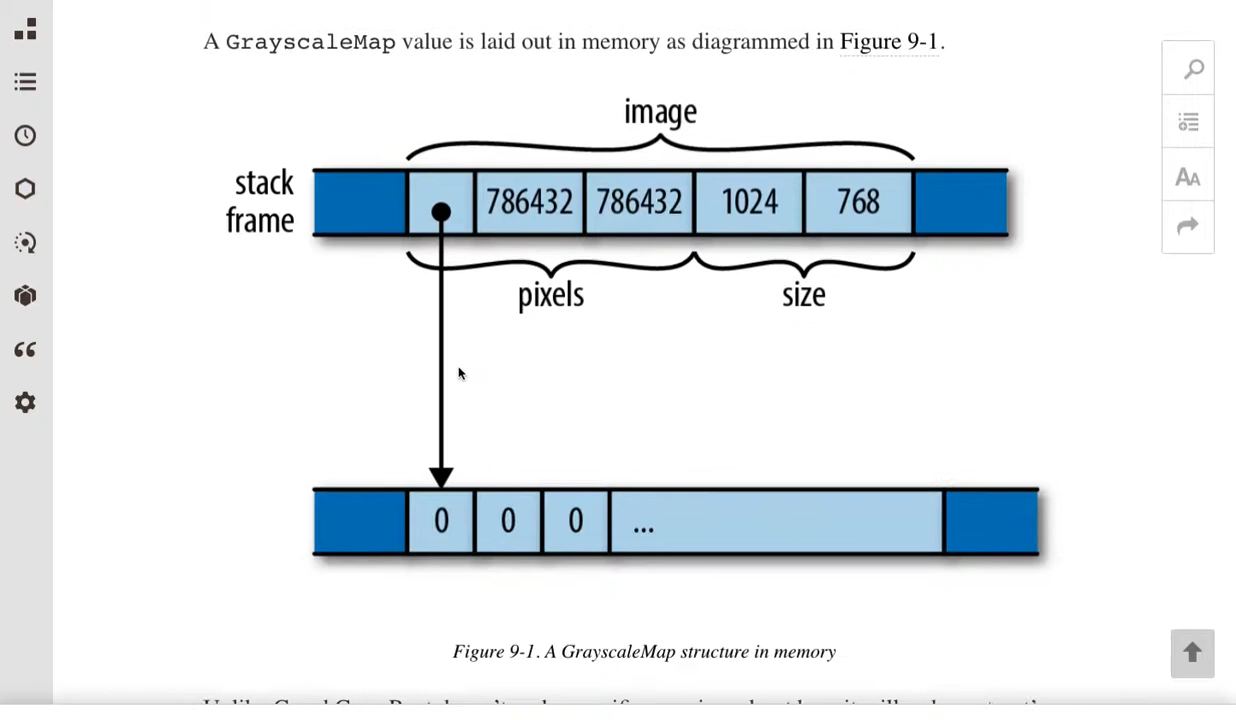 A GrayscaleMap value is laid out in memory as diagrammed in Figure 9-1.
image
stack
frame
786432 786432 1024 768
pixels size
0 0 0 ...
Figure 9-1. A GrayscaleMap structure in memory
AA